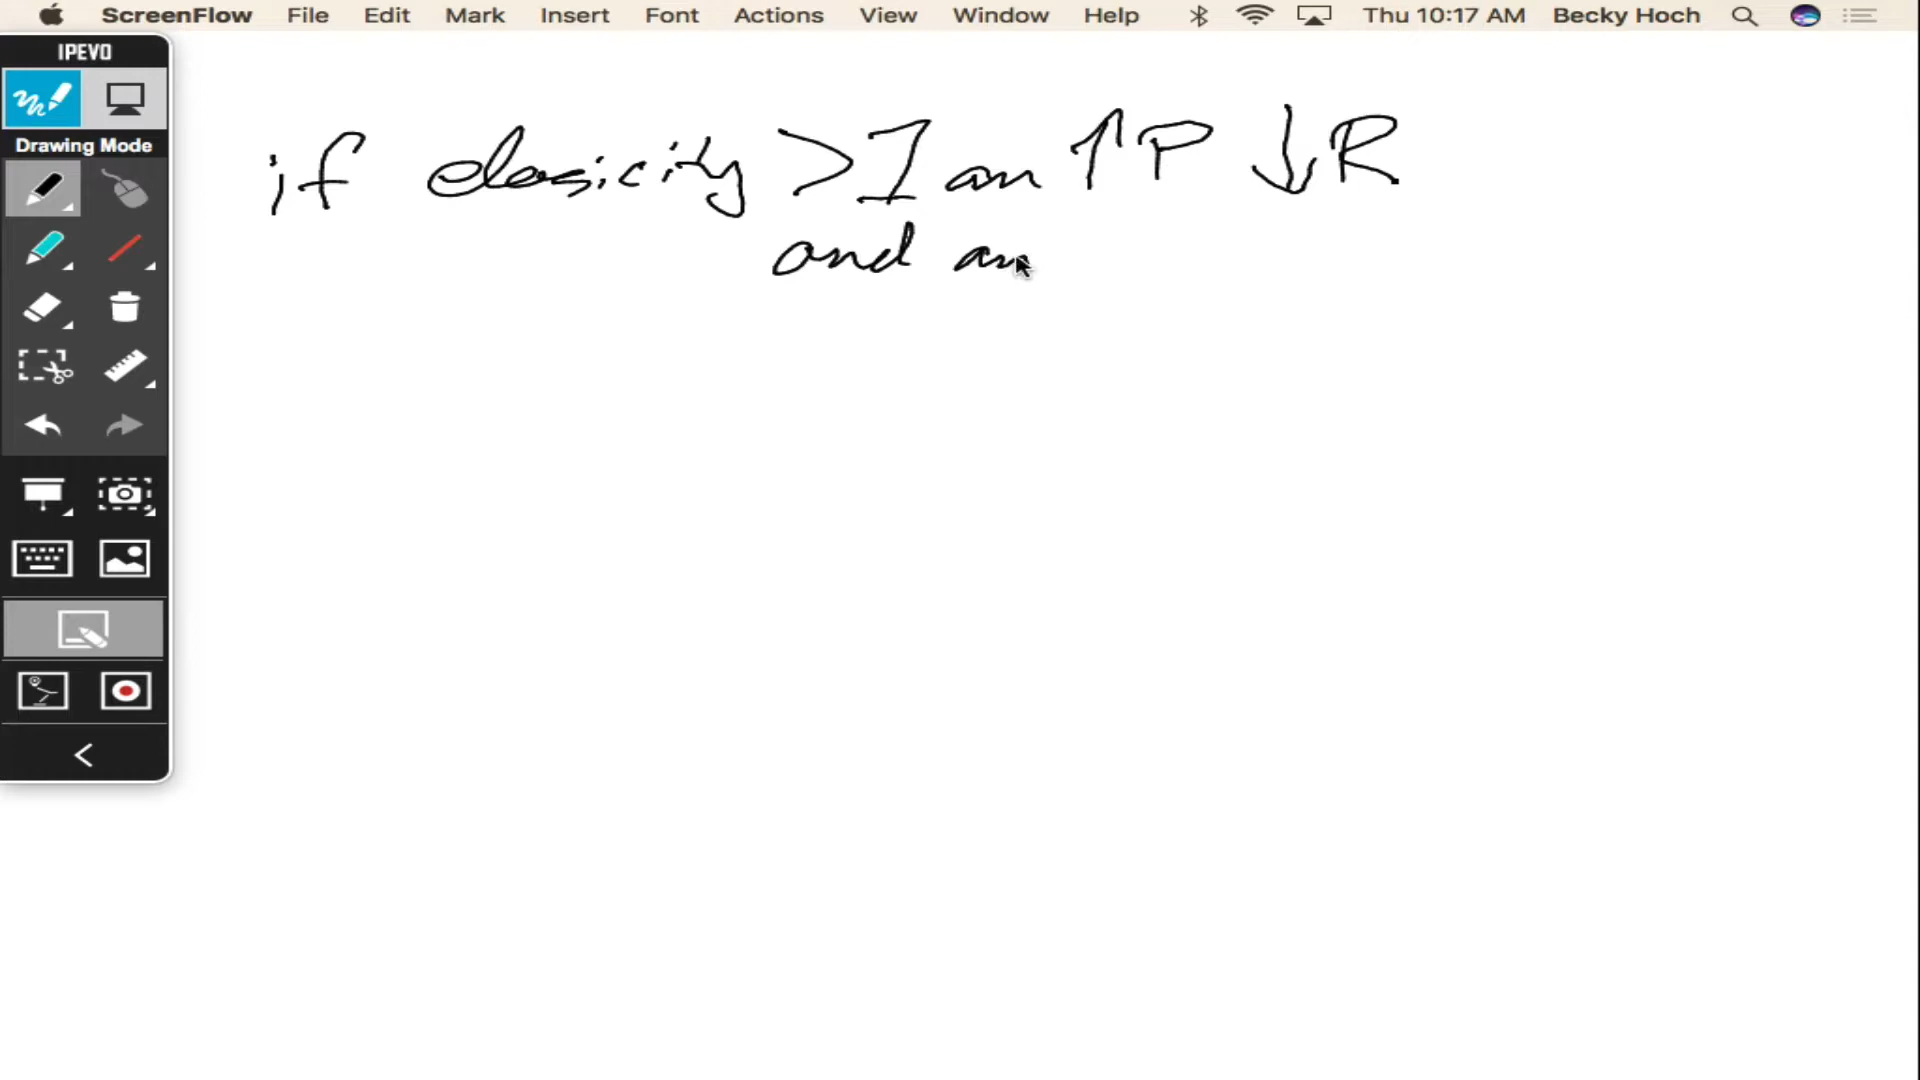 ScreenFlow File Edit Mark Insert Font Actions View Window Help Thu 10:17 AM Becky Hoch
IPEVO
Drawing Mode
if elasicity > 1 an ↑ P ↓ R
and an